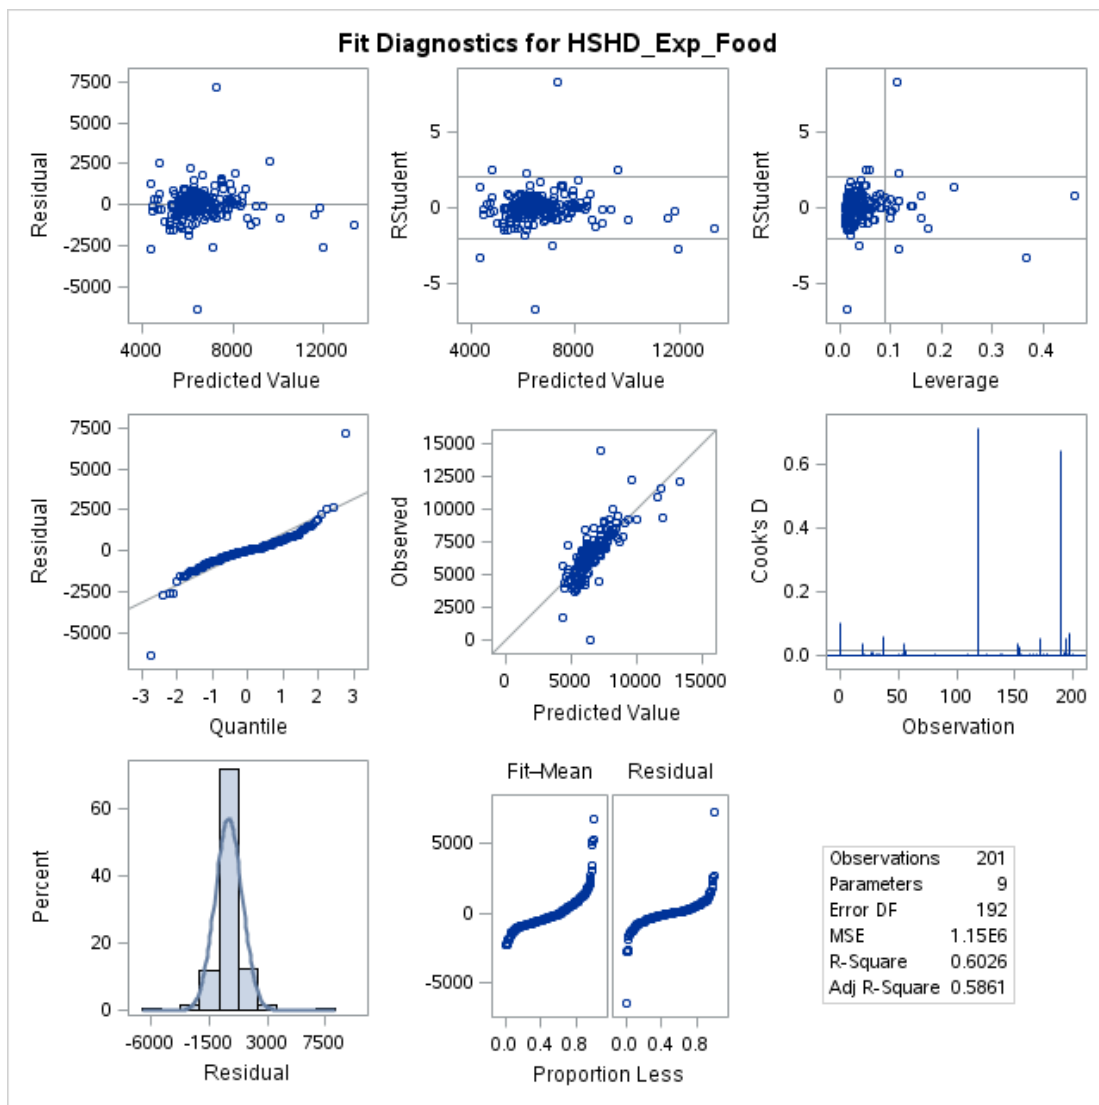 Fit Diagnostics for HSHD_Exp_Food
7500
5000
2500
0
-2500
-5000
Residual
4000 8000 12000
Predicted Value
5
0
-5
RStudent
4000 8000 12000
Predicted Value
5
0
-5
RStudent
0.0 0.1 0.2 0.3 0.4
Leverage
7500
5000
2500
0
-2500
-5000
Residual
-3 -2 -1 0 1 2 3
Quantile
15000
12500
10000
7500
5000
2500
0
Observed
0 5000 10000 15000
Predicted Value
0.6
0.4
0.2
0.0
Cook's D
0 50 100 150 200
Observation
60
40
20
0
Percent
-6000 -1500 3000 7500
Residual
Fit–Mean Residual
5000
0
-5000
0.0 0.4 0.8 0.0 0.4 0.8
Proportion Less
Observations 201
Parameters 9
Error DF 192
MSE 1.15E6
R-Square 0.6026
Adj R-Square 0.5861